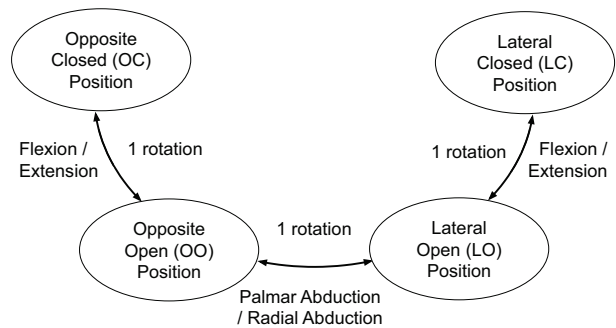 Opposite
Closed (OC)
Position
Lateral
Closed (LC)
Position
Flexion /
Extension
1 rotation
1 rotation
Flexion /
Extension
Opposite
Open (OO)
Position
1 rotation
Lateral
Open (LO)
Position
Palmar Abduction
/ Radial Abduction